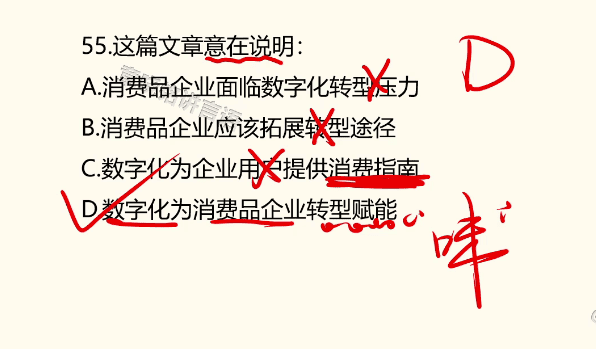 55.这篇文章意在说明：
A.消费品企业面临数字化转型压力
B.消费品企业应该拓展转型途径
C.数字化为企业用户提供消费指南
D.数字化为消费品企业转型赋能
D